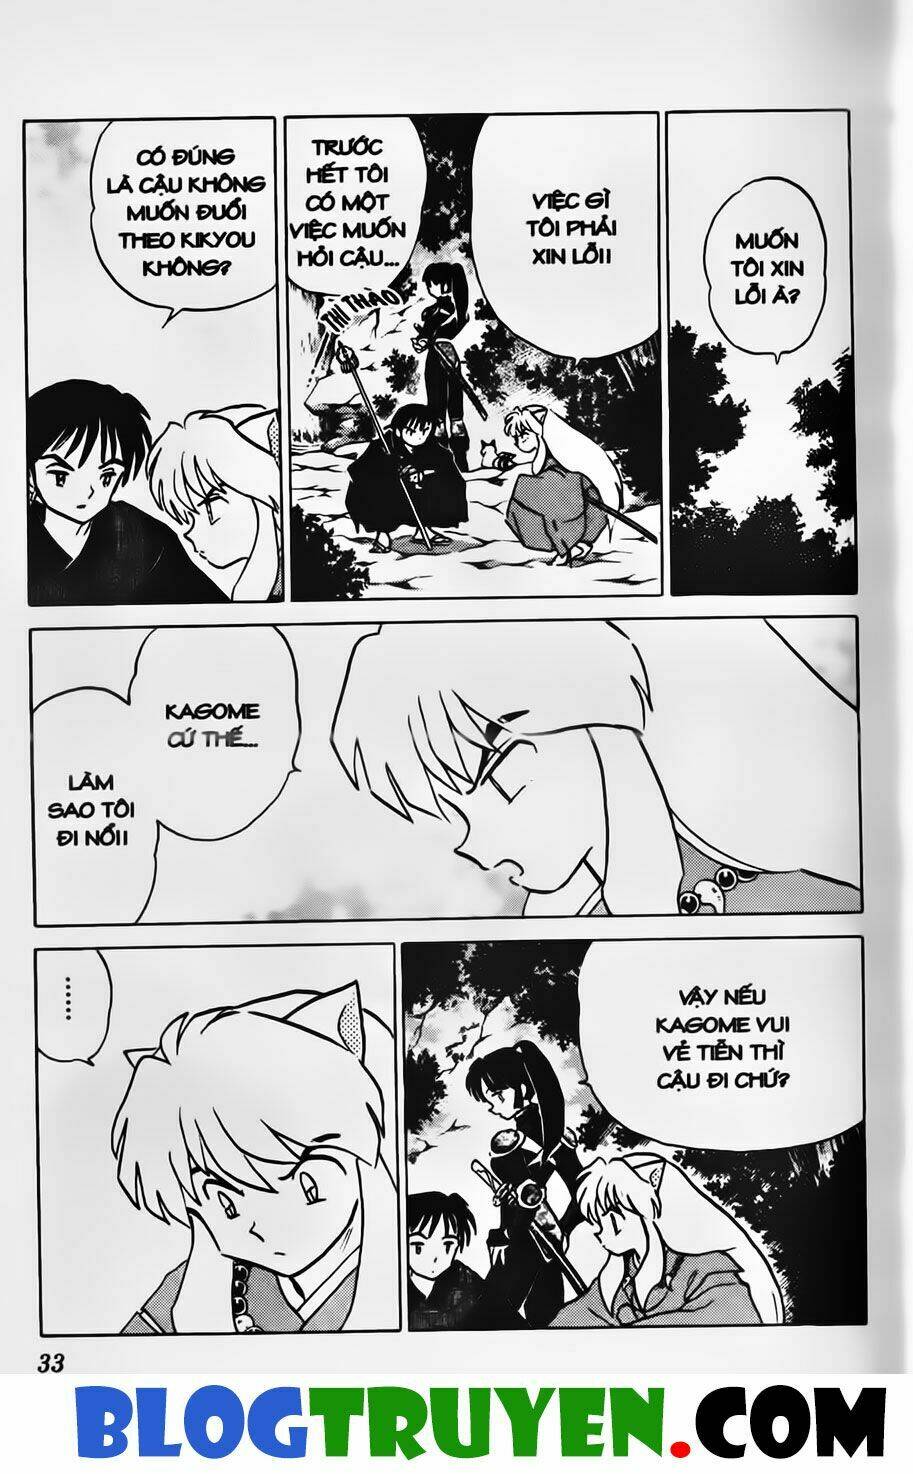 MUỐN
TÔI XIN
LỖI À?
VIỆC GÌ
TÔI PHẢI
XIN LỖI!
TRƯỚC
HẾT TÔI
CÓ MỘT
VIỆC MUỐN
HỎI CẬU...
THÌ THÀO
CÓ ĐÚNG
LÀ CẬU KHÔNG
MUỐN ĐUỔI
THEO KIKYOU
KHÔNG?
KAGOME
CỨ THẾ...
LÀM
SAO TÔI
ĐI NỔI!
VẬY NẾU
KAGOME VUI
VẺ TIỄN THÌ
CẬU ĐI CHỨ?
.......
33
BLOGTRUYEN.COM